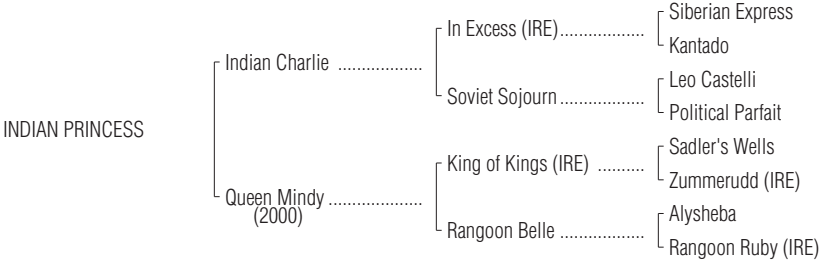 Siberian Express
In Excess (IRE)..................
Kantado
Indian Charlie ..................
Leo Castelli
Soviet Sojourn..................
Political Parfait
INDIAN PRINCESS
Sadler's Wells
King of Kings (IRE) ..........
Zummerudd (IRE)
Queen Mindy ....................
(2000)
Alysheba
Rangoon Belle ..................
Rangoon Ruby (IRE)